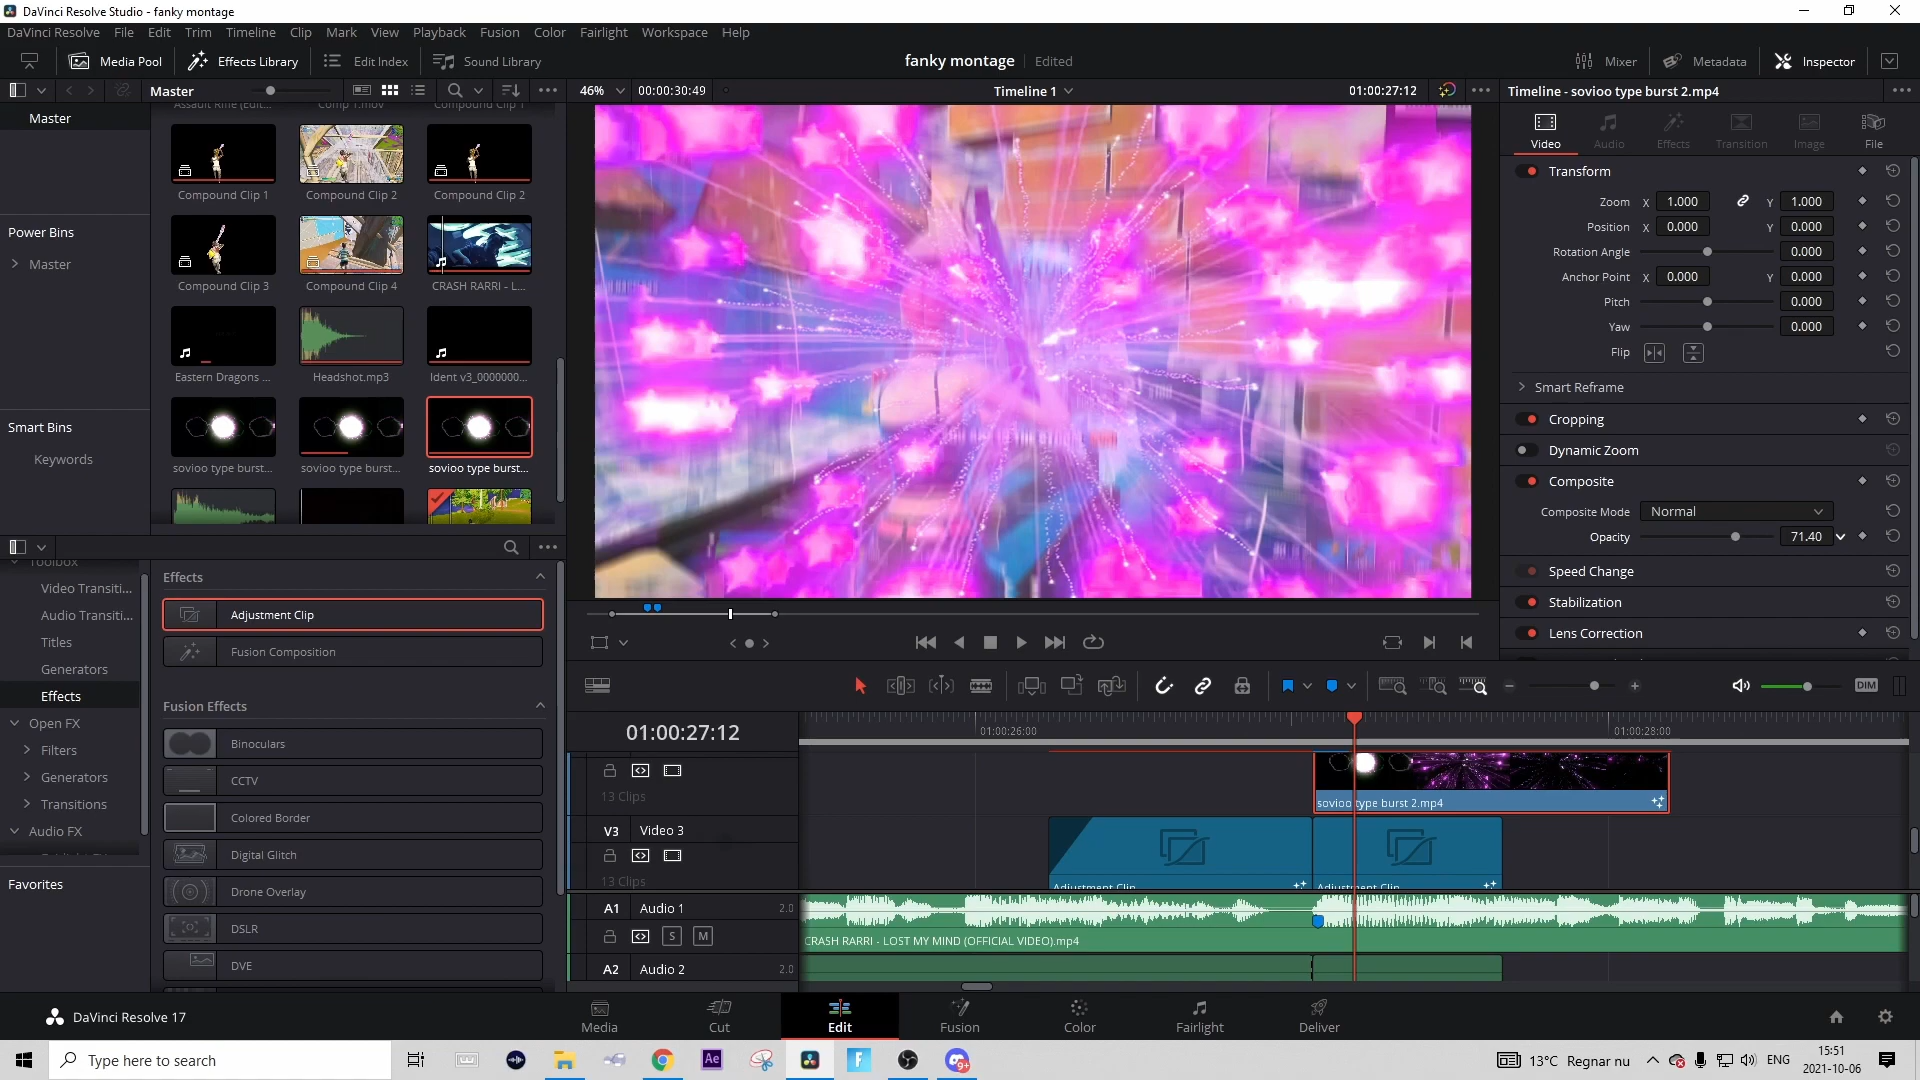 DaVinci Resolve Studio - fanky montage
DaVinci Resolve File Edit Trim Timeline Clip Mark View Playback Fusion Color Fairlight Workspace Help
Media Pool Effects Library Edit Index Sound Library fanky montage Edited Mixer Metadata Inspector
Master 46% 00:00:30:49 Timeline 1 01:00:27:12 Timeline - sovioo type burst 2.mp4
Assault Rifle (Edit... Comp 1.mov Compound Clip 1
Master
Compound Clip 1 Compound Clip 2 Compound Clip 2
Power Bins
Master
Compound Clip 3 Compound Clip 4 CRASH RARRI - L...
Eastern Dragons ... Headshot.mp3 Ident v3_0000000...
Smart Bins
Keywords
sovioo type burst... sovioo type burst... sovioo type burst...
Video Audio Effects Transition Image File
Transform
Zoom X 1.000 Y 1.000
Position X 0.000 Y 0.000
Rotation Angle 0.000
Anchor Point X 0.000 Y 0.000
Pitch 0.000
Yaw 0.000
Flip
Smart Reframe
Cropping
Dynamic Zoom
Composite
Composite Mode Normal
Opacity 71.40
Speed Change
Stabilization
Lens Correction
Toolbox
Video Transiti...
Audio Transiti...
Titles
Generators
Effects
Open FX
Filters
Generators
Transitions
Audio FX
Favorites
Effects
Adjustment Clip
Fusion Composition
Fusion Effects
Binoculars
CCTV
Colored Border
Digital Glitch
Drone Overlay
DSLR
DVE
DIM
01:00:27:12 01:00:26:00 01:00:28:00
13 Clips
sovioo type burst 2.mp4
V3 Video 3
13 Clips
Adjustment Clip Adjustment Clip
A1 Audio 1 2.0
S M
CRASH RARRI - LOST MY MIND (OFFICIAL VIDEO).mp4
A2 Audio 2 2.0
DaVinci Resolve 17
Media Cut Edit Fusion Color Fairlight Deliver
Type here to search
Ae
9+
13°C Regnar nu
ENG
15:51
2021-10-06